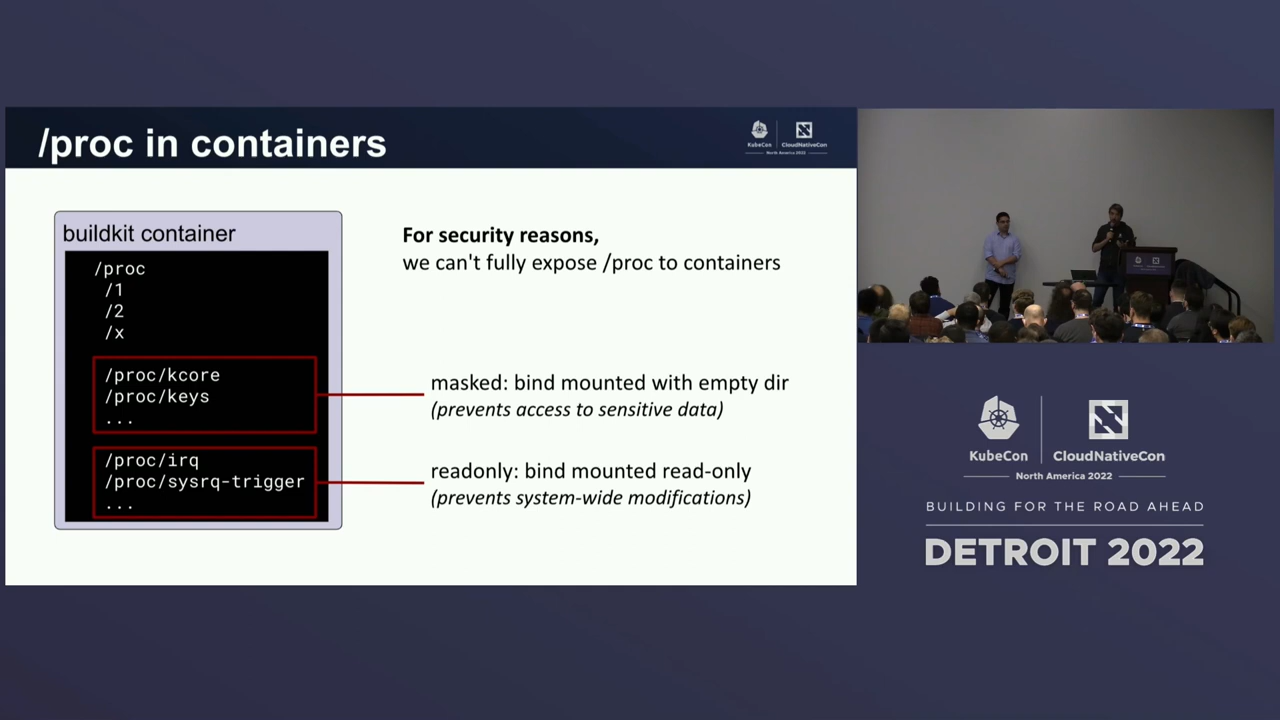 /proc in containers
KubeCon
CloudNativeCon
North America 2022
buildkit container
/proc
/1
/2
/x
/proc/kcore
/proc/keys
...
/proc/irq
/proc/sysrq-trigger
...
For security reasons,
we can't fully expose /proc to containers
masked: bind mounted with empty dir
(prevents access to sensitive data)
readonly: bind mounted read-only
(prevents system-wide modifications)
KubeCon
CloudNativeCon
North America 2022
BUILDING FOR THE ROAD AHEAD
DETROIT 2022